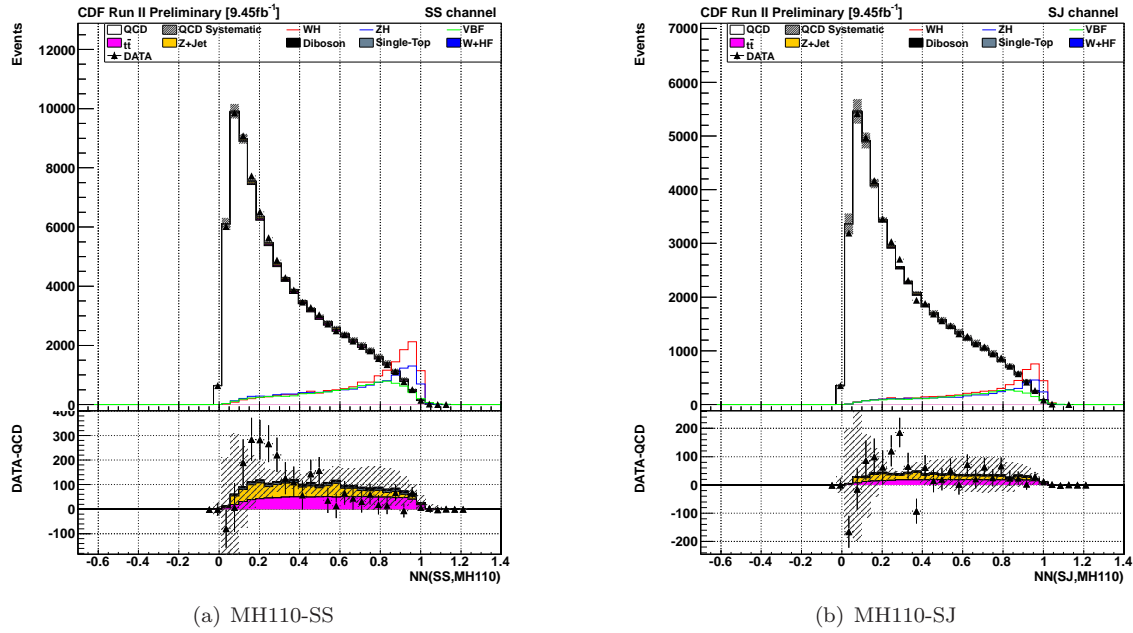 CDF Run II Preliminary [9.45fb-1] SS channel
QCD QCD Systematic WH ZH VBF
tt̄ Z+Jet Diboson Single-Top W+HF
DATA
Events
12000
10000
8000
6000
4000
2000
0
DATA-QCD
400
300
200
100
0
-100
-0.6 -0.4 -0.2 0 0.2 0.4 0.6 0.8 1 1.2 1.4
NN(SS,MH110)
(a) MH110-SS
CDF Run II Preliminary [9.45fb-1] SJ channel
QCD QCD Systematic WH ZH VBF
tt̄ Z+Jet Diboson Single-Top W+HF
DATA
Events
7000
6000
5000
4000
3000
2000
1000
0
DATA-QCD
200
100
0
-100
-200
-0.6 -0.4 -0.2 0 0.2 0.4 0.6 0.8 1 1.2 1.4
NN(SJ,MH110)
(b) MH110-SJ